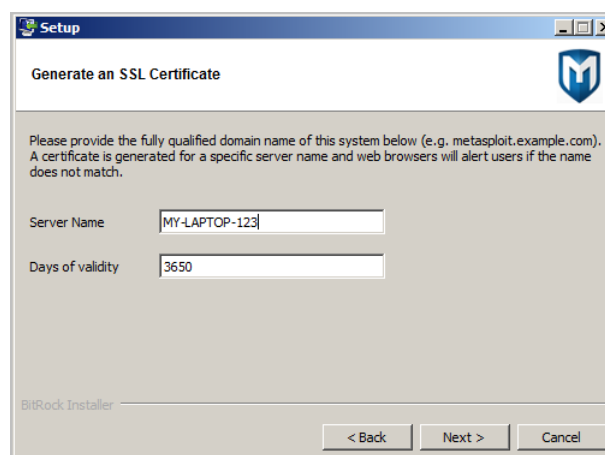 Setup
Generate an SSL Certificate
Please provide the fully qualified domain name of this system below (e.g. metasploit.example.com).
A certificate is generated for a specific server name and web browsers will alert users if the name
does not match.
Server Name MY-LAPTOP-123
Days of validity 3650
BitRock Installer
< Back Next > Cancel